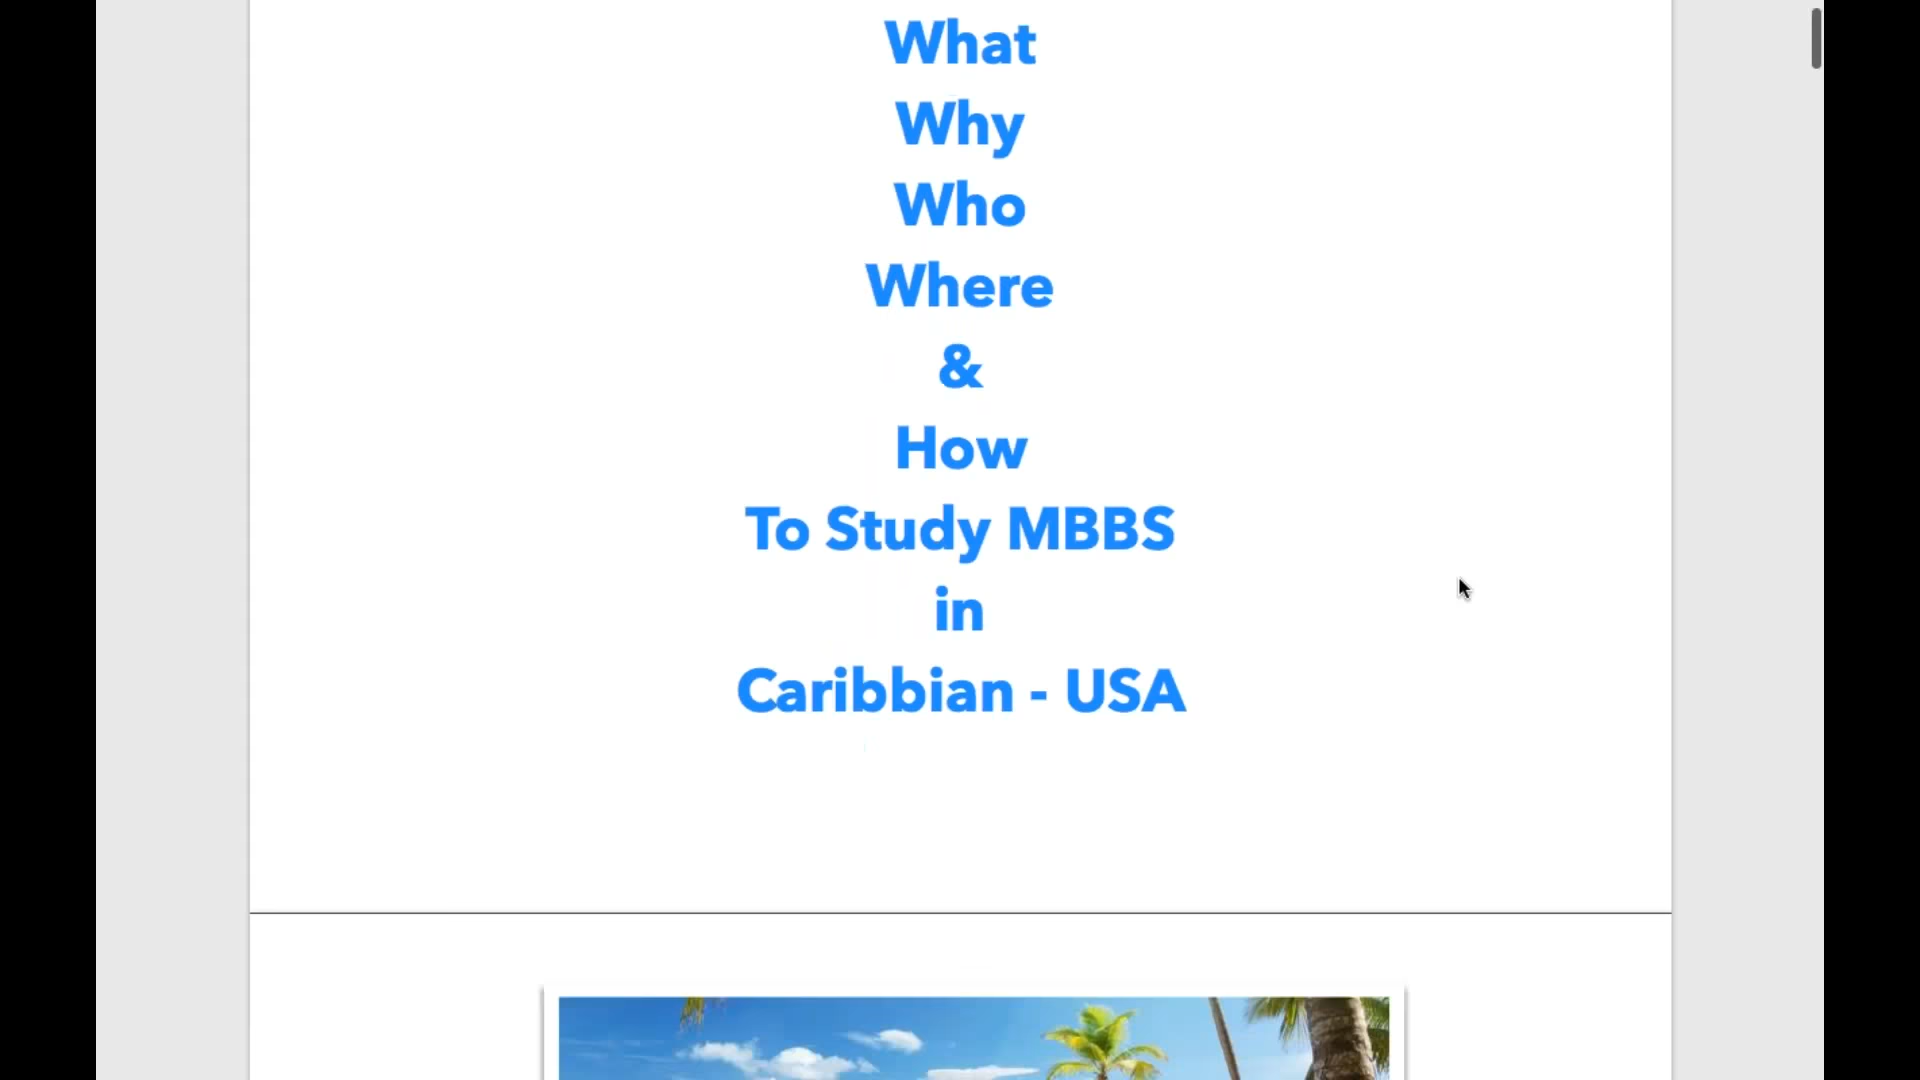 What
Why
Who
Where
&
How
To Study MBBS
in
Caribbian - USA